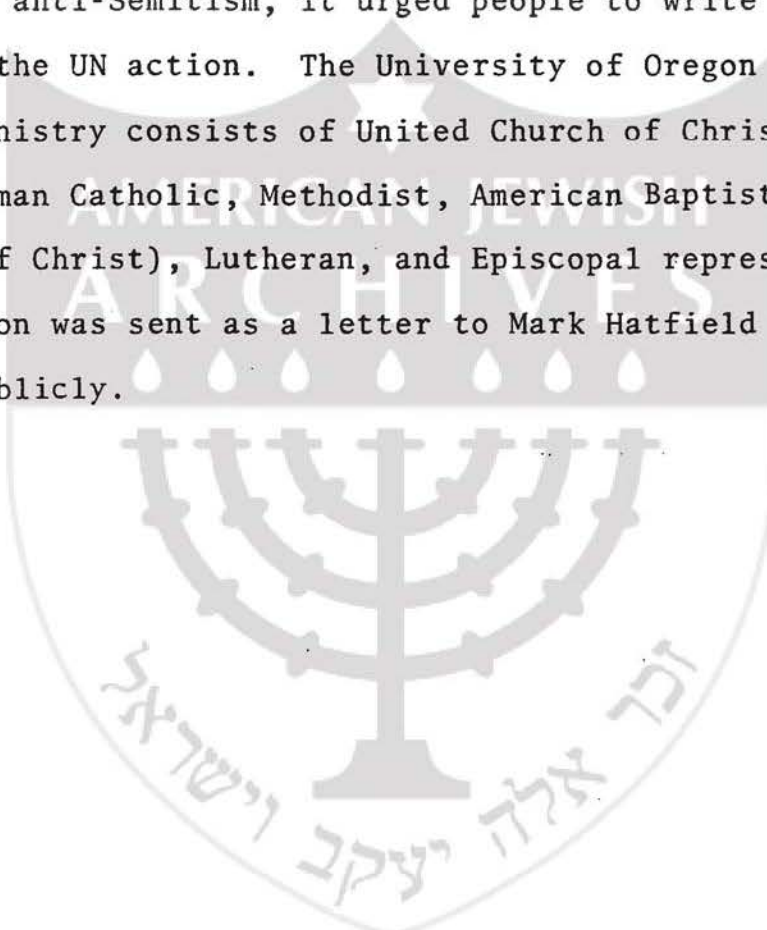 anti-Semitism, it urged people to write
the UN action. The University of Oregon
nistry consists of United Church of Chris
man Catholic, Methodist, American Baptist
f Christ), Lutheran, and Episcopal repres
on was sent as a letter to Mark Hatfield
blicly.
AMERICAN JEWISH
ARCHIVES
זכר אלה יעקב וישראל